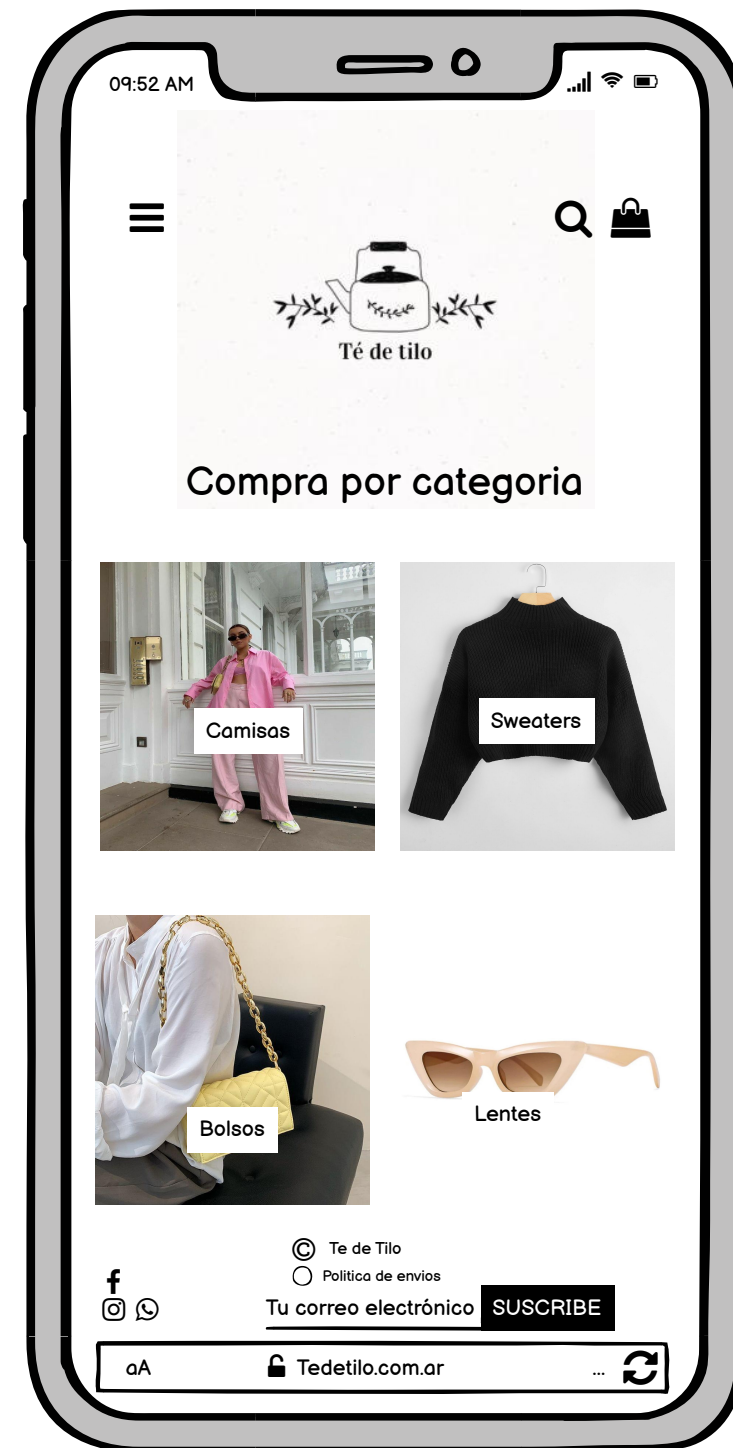 09:52 AM
Té de tilo
Compra por categoria
Camisas
Sweaters
Bolsos
Lentes
© Te de Tilo
Politica de envios
Tu correo electrónico SUSCRIBE
aA Tedetilo.com.ar ...